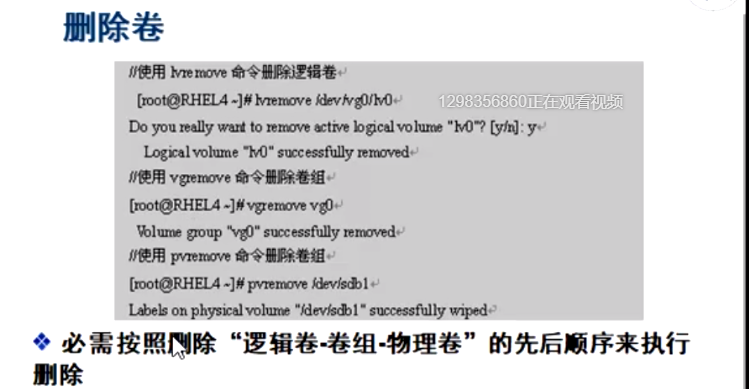 删除卷
//使用 lvremove 命令删除逻辑卷
[root@RHEL4 ~]# lvremove /dev/vg0/lv0
1298356860正在观看视频
Do you really want to remove active logical volume "lv0"? [y/n]: y
Logical volume "lv0" successfully removed
//使用 vgremove 命令删除卷组
[root@RHEL4 ~]# vgremove vg0
Volume group "vg0" successfully removed
//使用 pvremove 命令删除卷组
[root@RHEL4 ~]# pvremove /dev/sdb1
Labels on physical volume "/dev/sdb1" successfully wiped
必需按照删除“逻辑卷-卷组-物理卷”的先后顺序来执行
删除